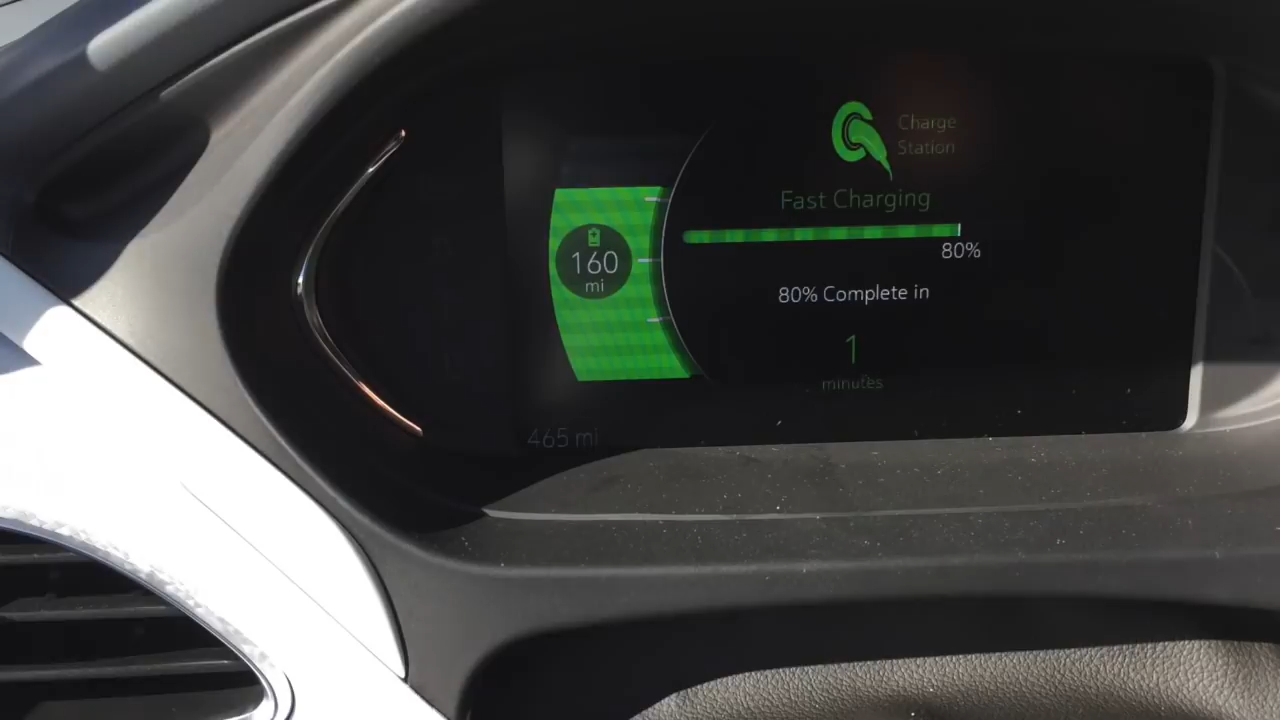 Charge
Station
Fast Charging
80%
160
mi
80% Complete in
1
minutes
465 mi